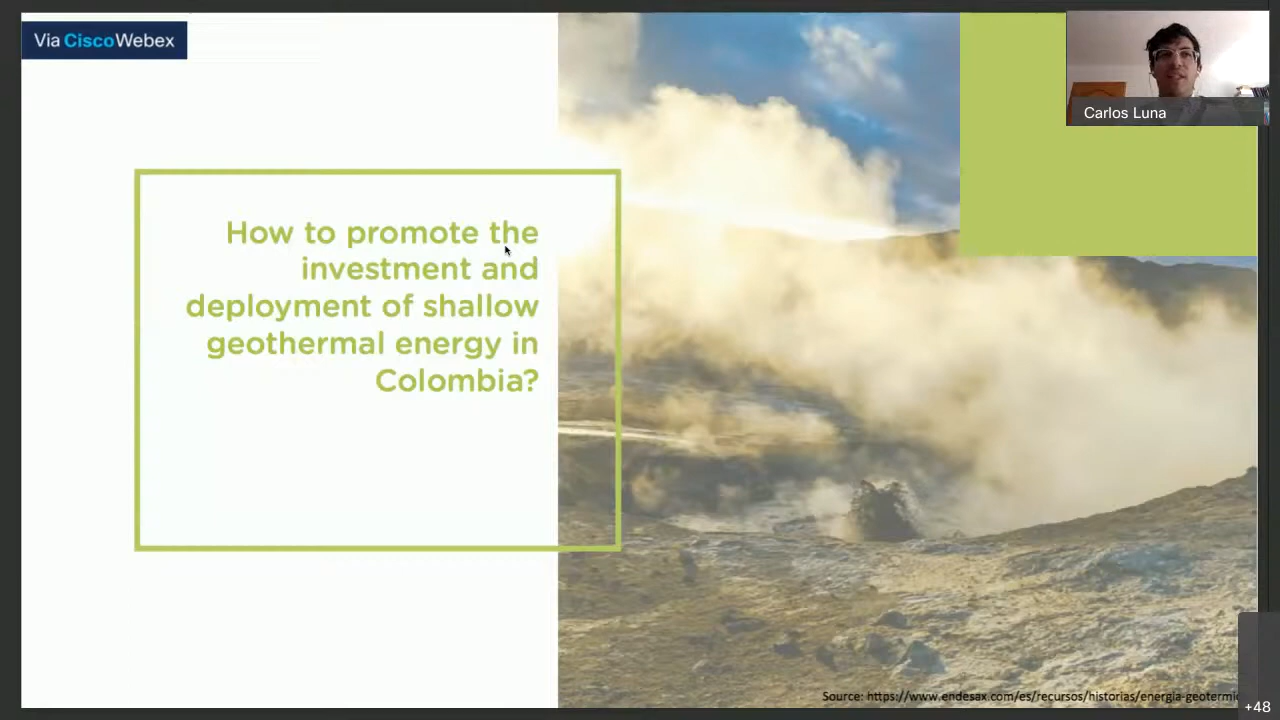 Via CiscoWebex
Carlos Luna
How to promote the
investment and
deployment of shallow
geothermal energy in
Colombia?
Source: https://www.endesax.com/es/recursos/historias/energia-geotermic
+48